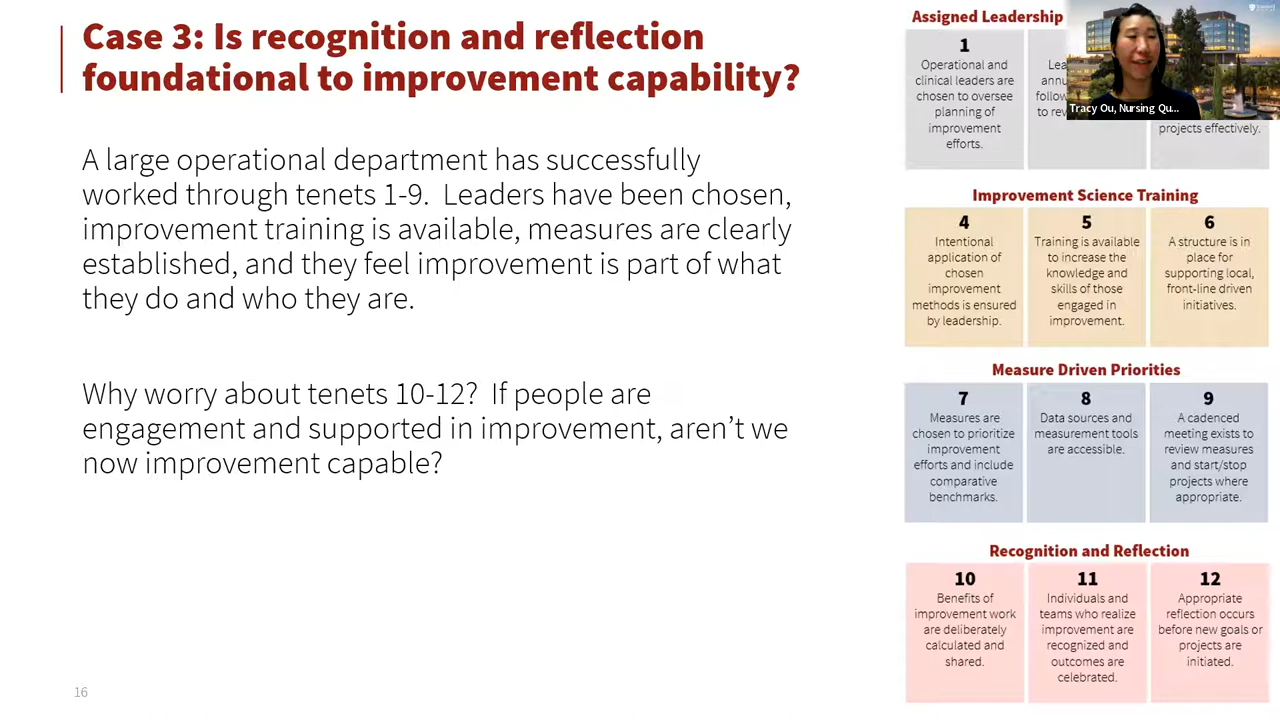 Case 3: Is recognition and reflection
foundational to improvement capability?
A large operational department has successfully
worked through tenets 1-9. Leaders have been chosen,
improvement training is available, measures are clearly
established, and they feel improvement is part of what
they do and who they are.
Why worry about tenets 10-12? If people are
engagement and supported in improvement, aren't we
now improvement capable?
16
Assigned Leadership
1
Operational and
clinical leaders are
chosen to oversee
planning of
improvement
efforts.
projects effectively.
Tracy Ou, Nursing Qu...
Improvement Science Training
4
Intentional
application of
chosen
improvement
methods is ensured
by leadership.
5
Training is available
to increase the
knowledge and
skills of those
engaged in
improvement.
6
A structure is in
place for
supporting local,
front-line driven
initiatives.
Measure Driven Priorities
7
Measures are
chosen to prioritize
improvement
efforts and include
comparative
benchmarks.
8
Data sources and
measurement tools
are accessible.
9
A cadenced
meeting exists to
review measures
and start/stop
projects where
appropriate.
Recognition and Reflection
10
Benefits of
improvement work
are deliberately
calculated and
shared.
11
Individuals and
teams who realize
improvement are
recognized and
outcomes are
celebrated.
12
Appropriate
reflection occurs
before new goals or
projects are
initiated.